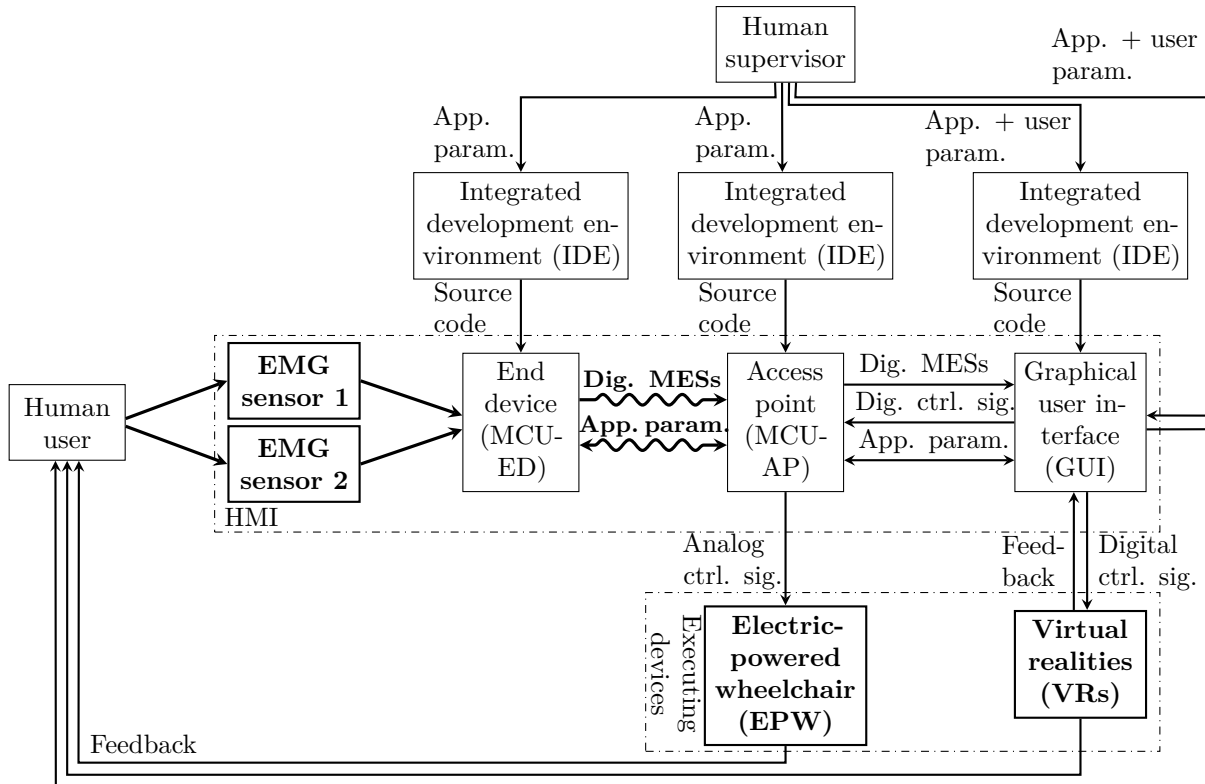 Human
supervisor
App. + user
param.
App.
param.
App.
param.
App. + user
param.
Integrated
development en-
vironment (IDE)
Integrated
development en-
vironment (IDE)
Integrated
development en-
vironment (IDE)
Source
code
Source
code
Source
code
Human
user
EMG
sensor 1
EMG
sensor 2
HMI
End
device
(MCU-
ED)
Dig. MESs
App. param.
Access
point
(MCU-
AP)
Dig. MESs
Dig. ctrl. sig.
App. param.
Graphical
user in-
terface
(GUI)
Analog
ctrl. sig.
Feed-
back
Digital
ctrl. sig.
Executing
devices
Electric-
powered
wheelchair
(EPW)
Virtual
realities
(VRs)
Feedback